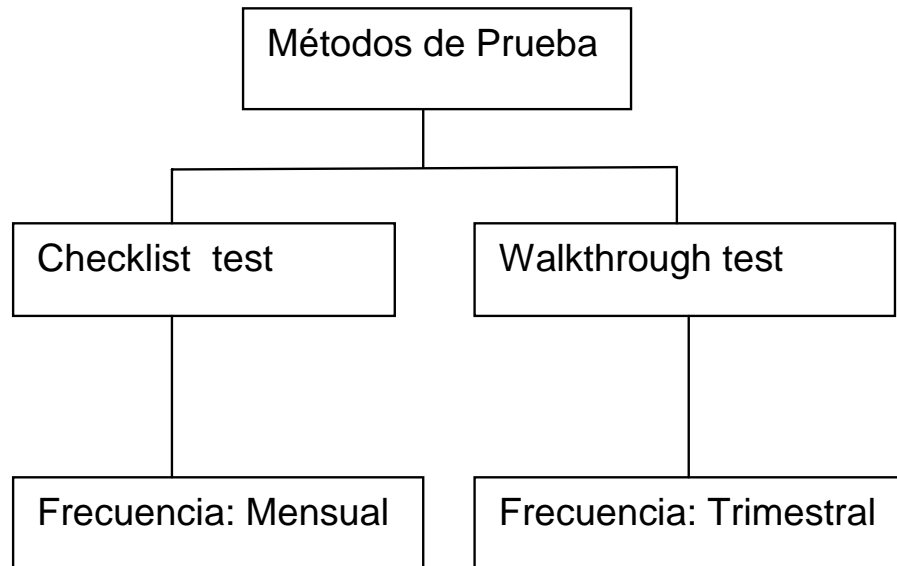 Métodos de Prueba
Checklist  test
Walkthrough test
Frecuencia: Mensual
Frecuencia: Trimestral